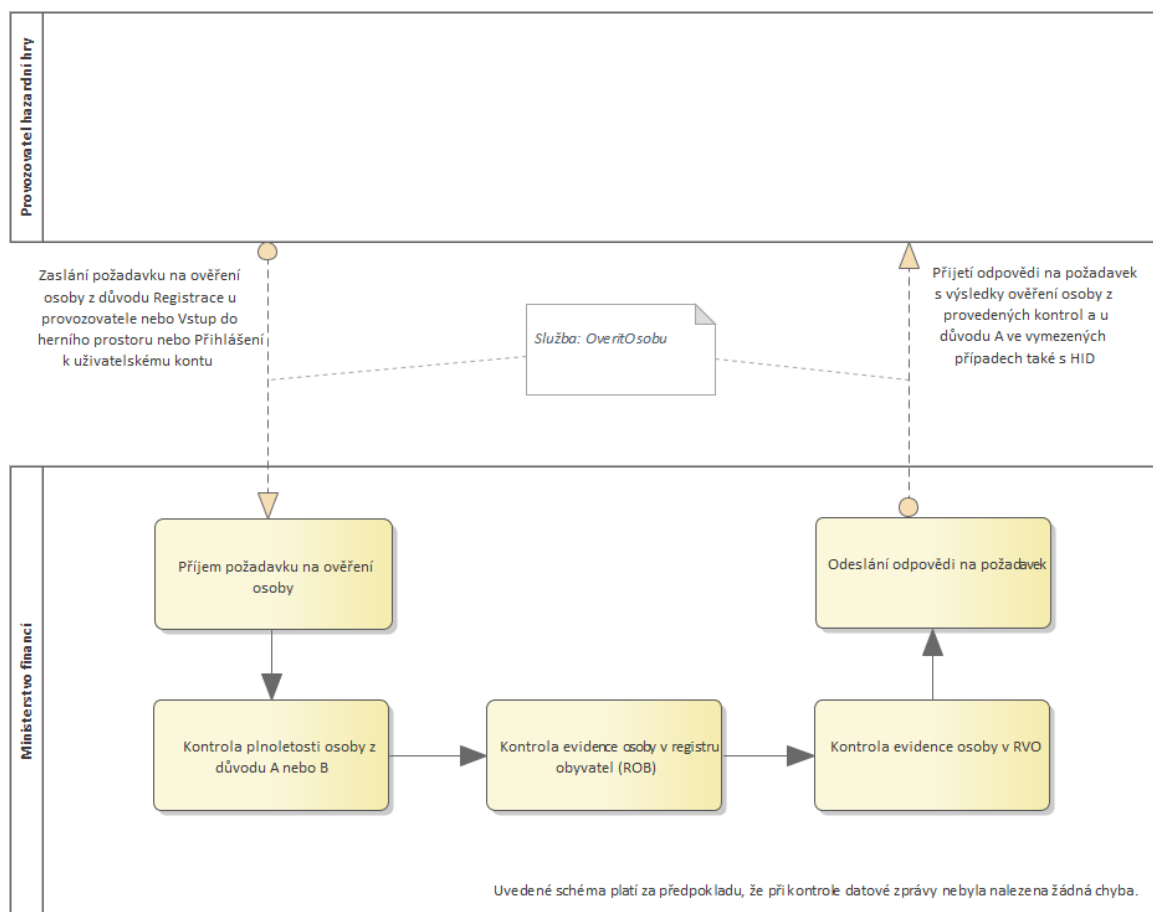 Provozovatel hazardní hry
Zaslání požadavku na ověření
osoby z důvodu Registrace u
provozovatele nebo Vstup do
herního prostoru nebo Přihlášení
k uživatelskému kontu
Služba: OveritOsobu
Přijetí odpovědi na požadavek
s výsledky ověření osoby z
provedených kontrol a u
důvodu A ve vymezených
případech také s HID
Ministerstvo financí
Příjem požadavku na ověření
osoby
Odeslání odpovědi na požadavek
Kontrola plnoletosti osoby z
důvodu A nebo B
Kontrola evidence osoby v registru
obyvatel (ROB)
Kontrola evidence osoby v RVO
Uvedené schéma platí za předpokladu, že při kontrole datové zprávy nebyla nalezena žádná chyba.